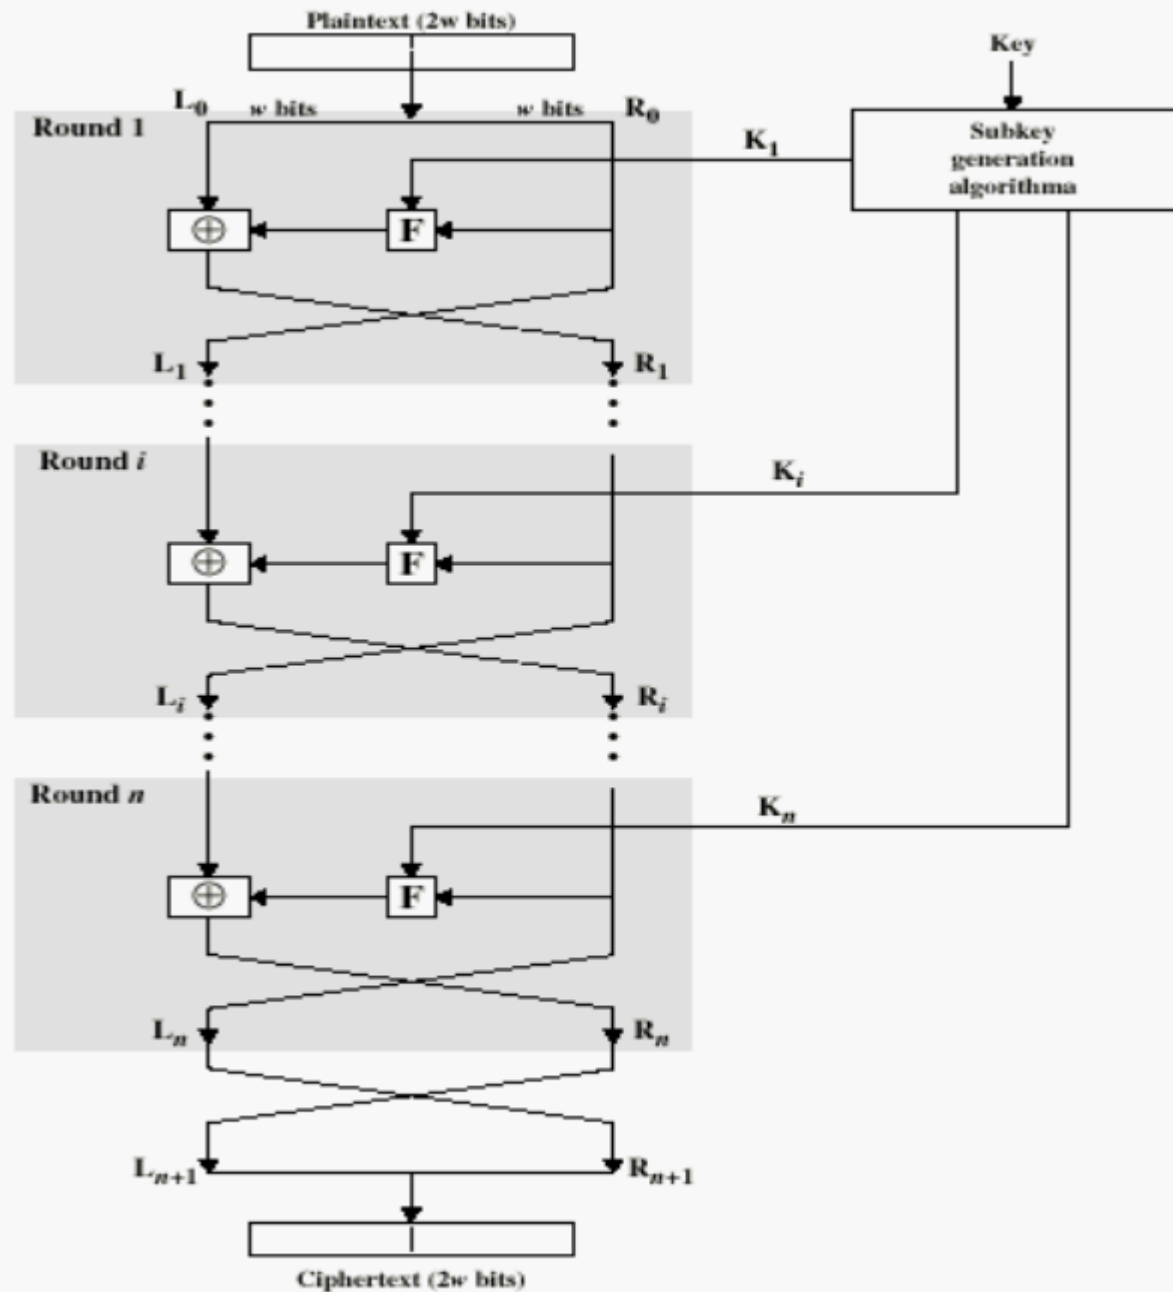 Plaintext (2w bits)
Key
L0 w bits w bits R0
Round 1
K1
Subkey
generation
algorithma
⊕ F
L1 R1
Round i
Ki
⊕ F
Li Ri
Round n
Kn
⊕ F
Ln Rn
Ln+1 Rn+1
Ciphertext (2w bits)